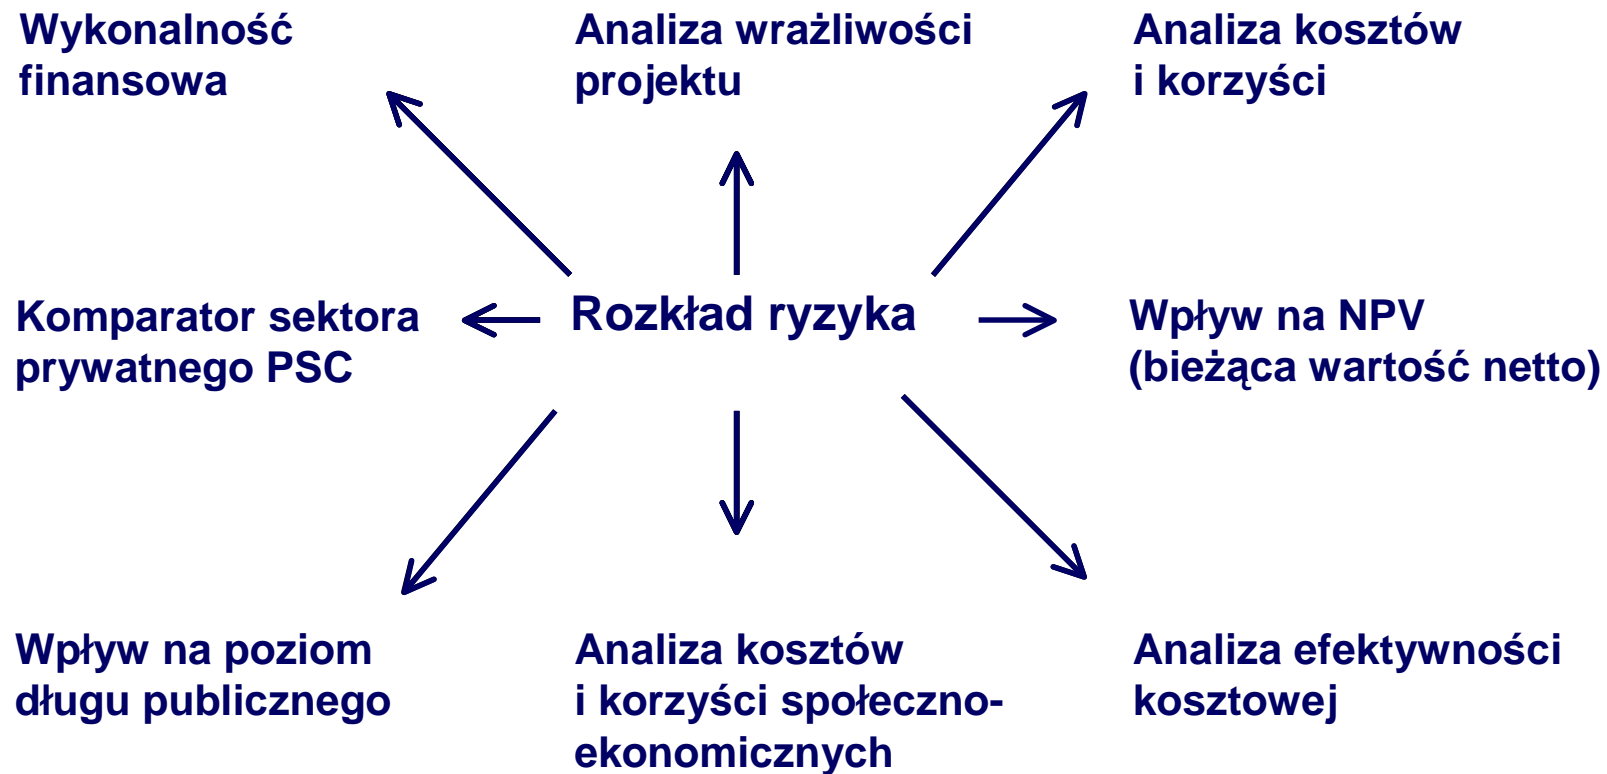 Wykonalność
finansowa
Analiza wrażliwości
projektu
Analiza kosztów
i korzyści
Komparator sektora
prywatnego PSC
Rozkład ryzyka
Wpływ na NPV
(bieżąca wartość netto)
Wpływ na poziom
długu publicznego
Analiza kosztów
i korzyści społeczno-
ekonomicznych
Analiza efektywności
kosztowej